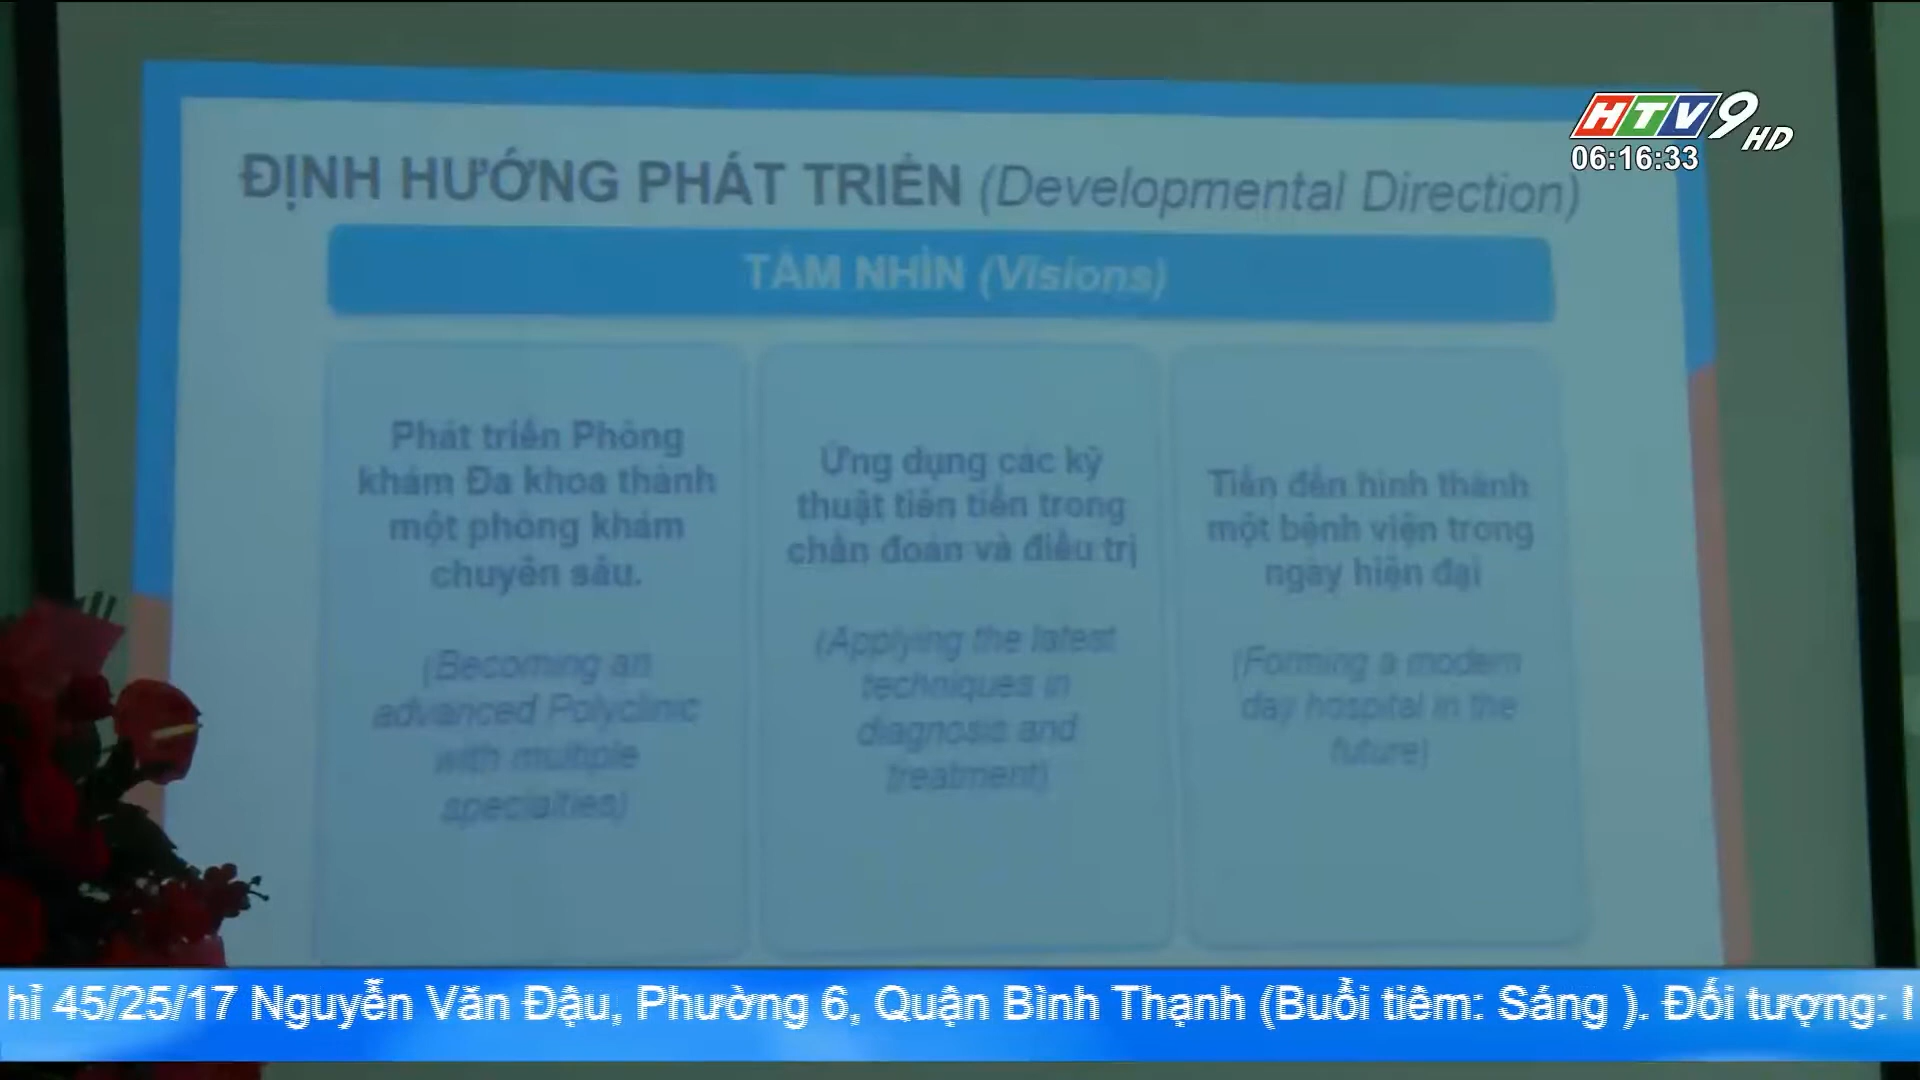 HTV9 HD
06:16:33
ĐỊNH HƯỚNG PHÁT TRIỂN (Developmental Direction)
TẦM NHÌN (Visions)
Phát triển Phòng
khám Đa khoa thành
một phòng khám
chuyên sâu.
(Becoming an
advanced Polyclinic
with multiple
specialties)
Ứng dụng các kỹ
thuật tiên tiến trong
chẩn đoán và điều trị
(Applying the latest
techniques in
diagnosis and
treatment)
Tiến đến hình thành
một bệnh viện trong
ngày hiện đại
(Forming a modern
day hospital in the
future)
hỉ 45/25/17 Nguyễn Văn Đậu, Phường 6, Quận Bình Thạnh (Buổi tiêm: Sáng ). Đối tượng: